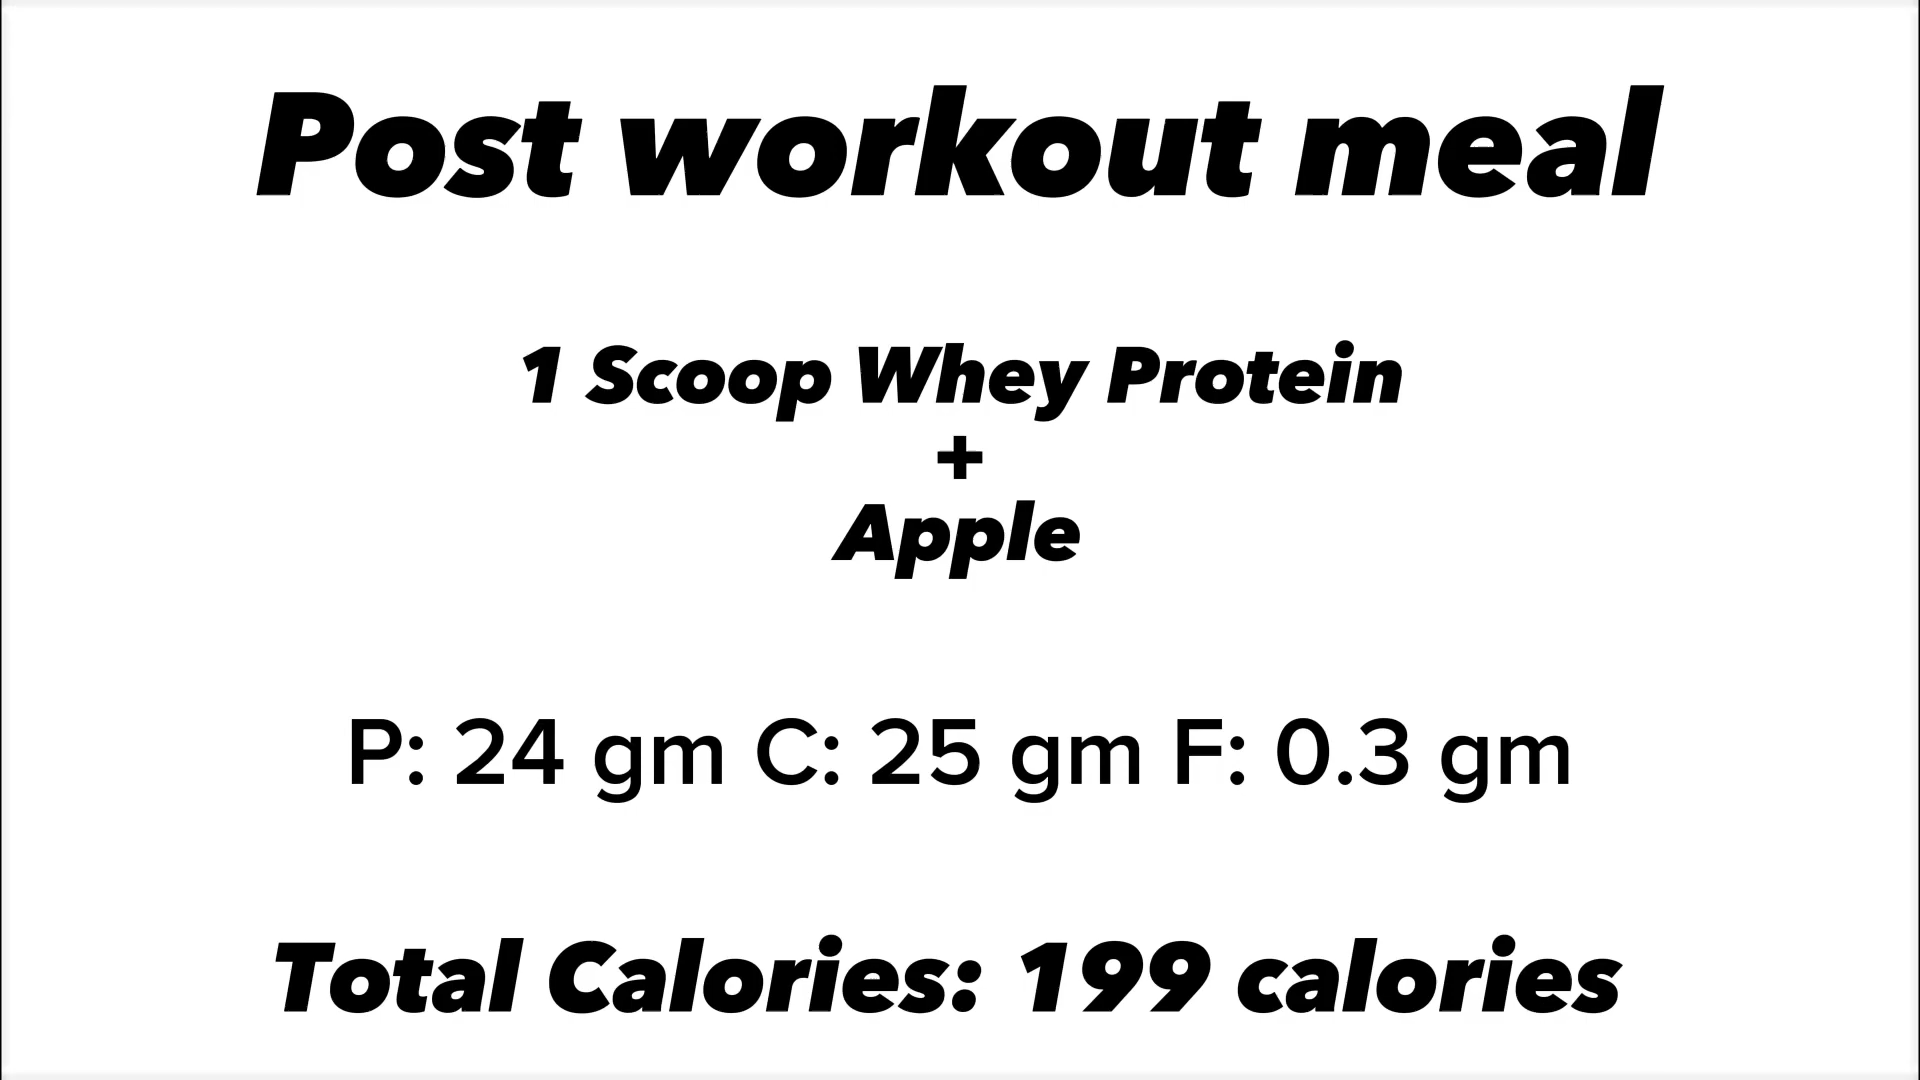 Post workout meal
1 Scoop Whey Protein
+
Apple
P: 24 gm C: 25 gm F: 0.3 gm
Total Calories: 199 calories